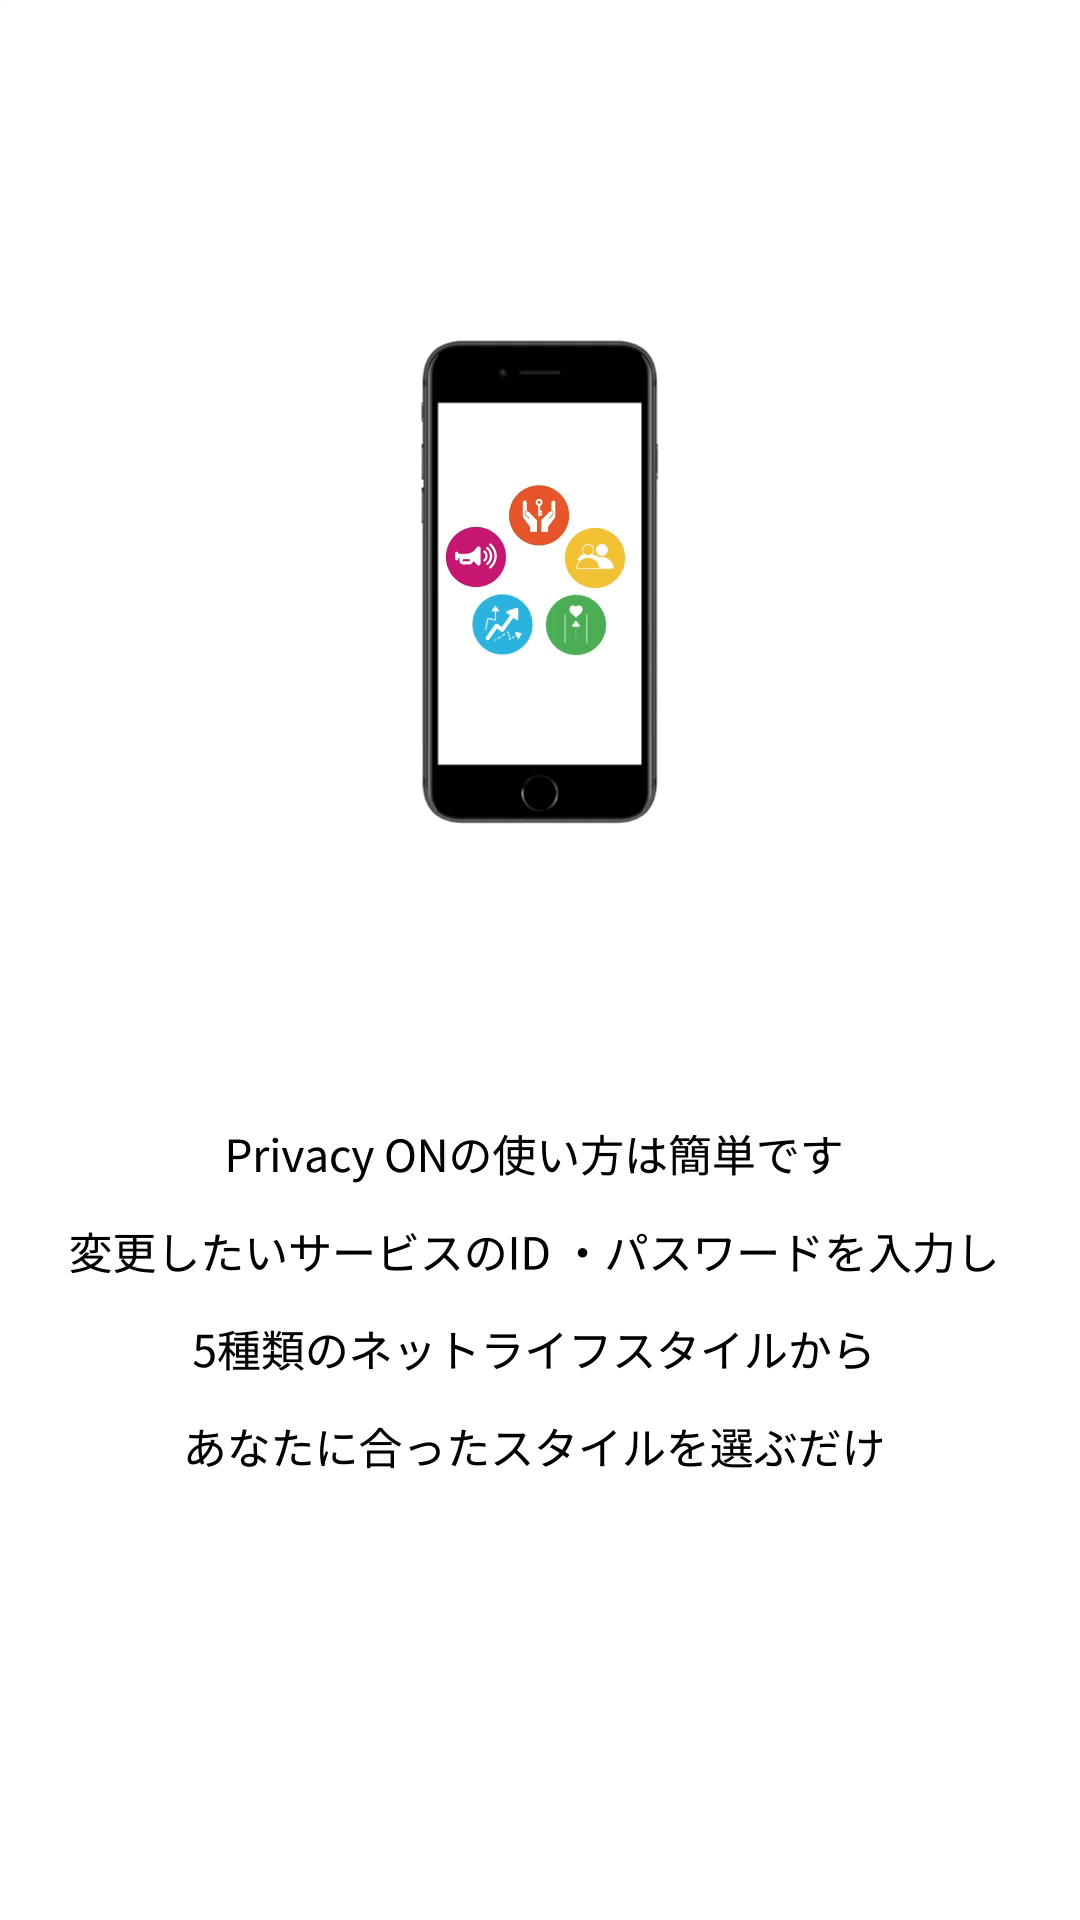 Privacy ONの使い方は簡単です
変更したいサービスのID ・パスワードを入力し
5種類のネットライフスタイルから
あなたに合ったスタイルを選ぶだけ